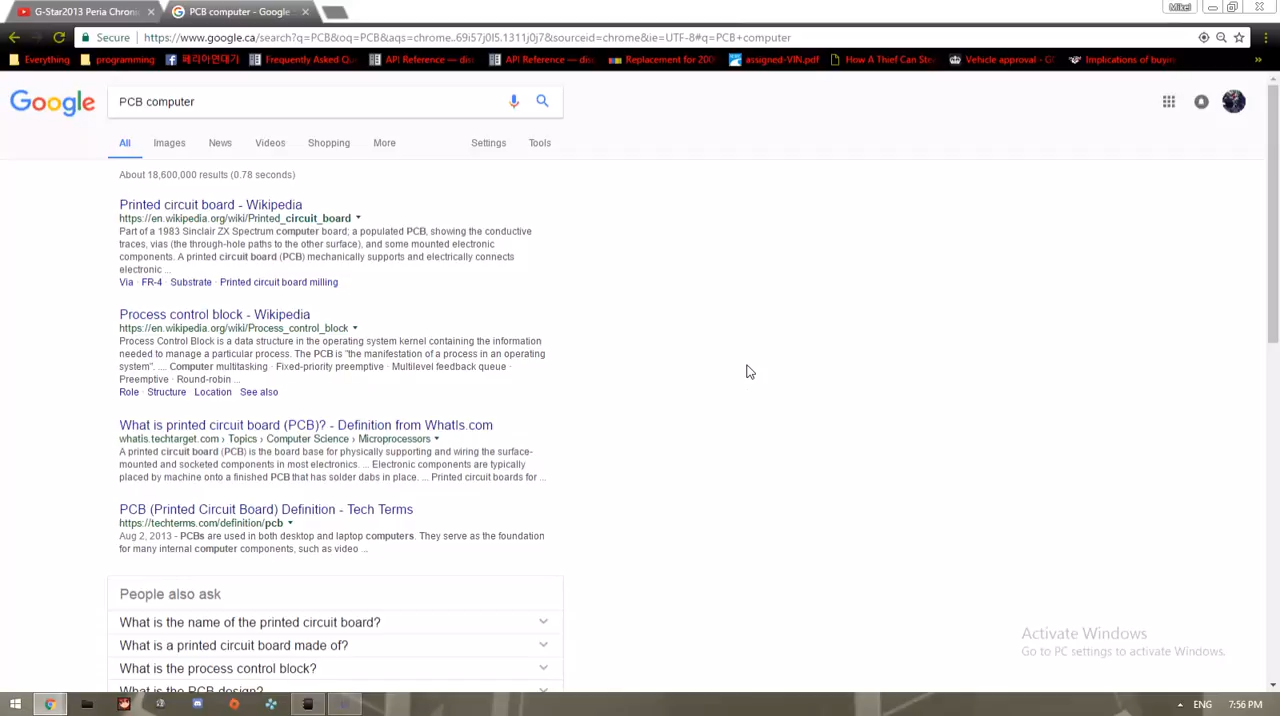 G-Star2013 Peria Chronic
PCB computer - Google
Mikel
Secure
https://www.google.ca/search?q=PCB&oq=PCB&aqs=chrome..69i57j0l5.1311j0j7&sourceid=chrome&ie=UTF-8#q=PCB+computer
Everything
programming
페리아연대기
Frequently Asked Qu
API Reference — dis
API Reference — dis
Replacement for 200
assigned-VIN.pdf
How A Thief Can Ste
Vehicle approval - G
Implications of buyin
»
Google
PCB computer
All Images News Videos Shopping More Settings Tools
About 18,600,000 results (0.78 seconds)
Printed circuit board - Wikipedia
https://en.wikipedia.org/wiki/Printed_circuit_board
Part of a 1983 Sinclair ZX Spectrum computer board; a populated PCB, showing the conductive
traces, vias (the through-hole paths to the other surface), and some mounted electronic
components. A printed circuit board (PCB) mechanically supports and electrically connects
electronic ...
Via · FR-4 · Substrate · Printed circuit board milling
Process control block - Wikipedia
https://en.wikipedia.org/wiki/Process_control_block
Process Control Block is a data structure in the operating system kernel containing the information
needed to manage a particular process. The PCB is "the manifestation of a process in an operating
system". ... Computer multitasking · Fixed-priority preemptive · Multilevel feedback queue ·
Preemptive · Round-robin ...
Role · Structure · Location · See also
What is printed circuit board (PCB)? - Definition from WhatIs.com
whatis.techtarget.com › Topics › Computer Science › Microprocessors
A printed circuit board (PCB) is the board base for physically supporting and wiring the surface-
mounted and socketed components in most electronics. ... Electronic components are typically
placed by machine onto a finished PCB that has solder dabs in place. ... Printed circuit boards for ...
PCB (Printed Circuit Board) Definition - Tech Terms
https://techterms.com/definition/pcb
Aug 2, 2013 - PCBs are used in both desktop and laptop computers. They serve as the foundation
for many internal computer components, such as video ...
People also ask
What is the name of the printed circuit board?
What is a printed circuit board made of?
What is the process control block?
What is the PCB design?
Activate Windows
Go to PC settings to activate Windows.
ENG
7:56 PM